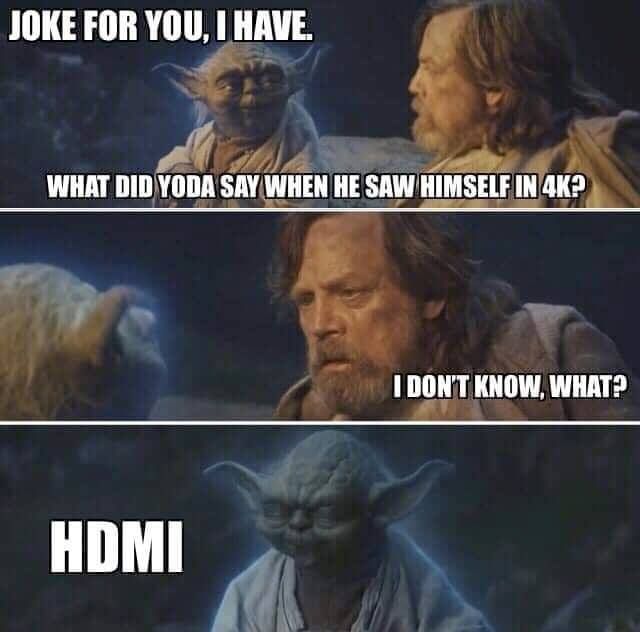 JOKE FOR YOU, I HAVE.
WHAT DID YODA SAY WHEN HE SAW HIMSELF IN 4K?
I DON'T KNOW, WHAT?
HDMI